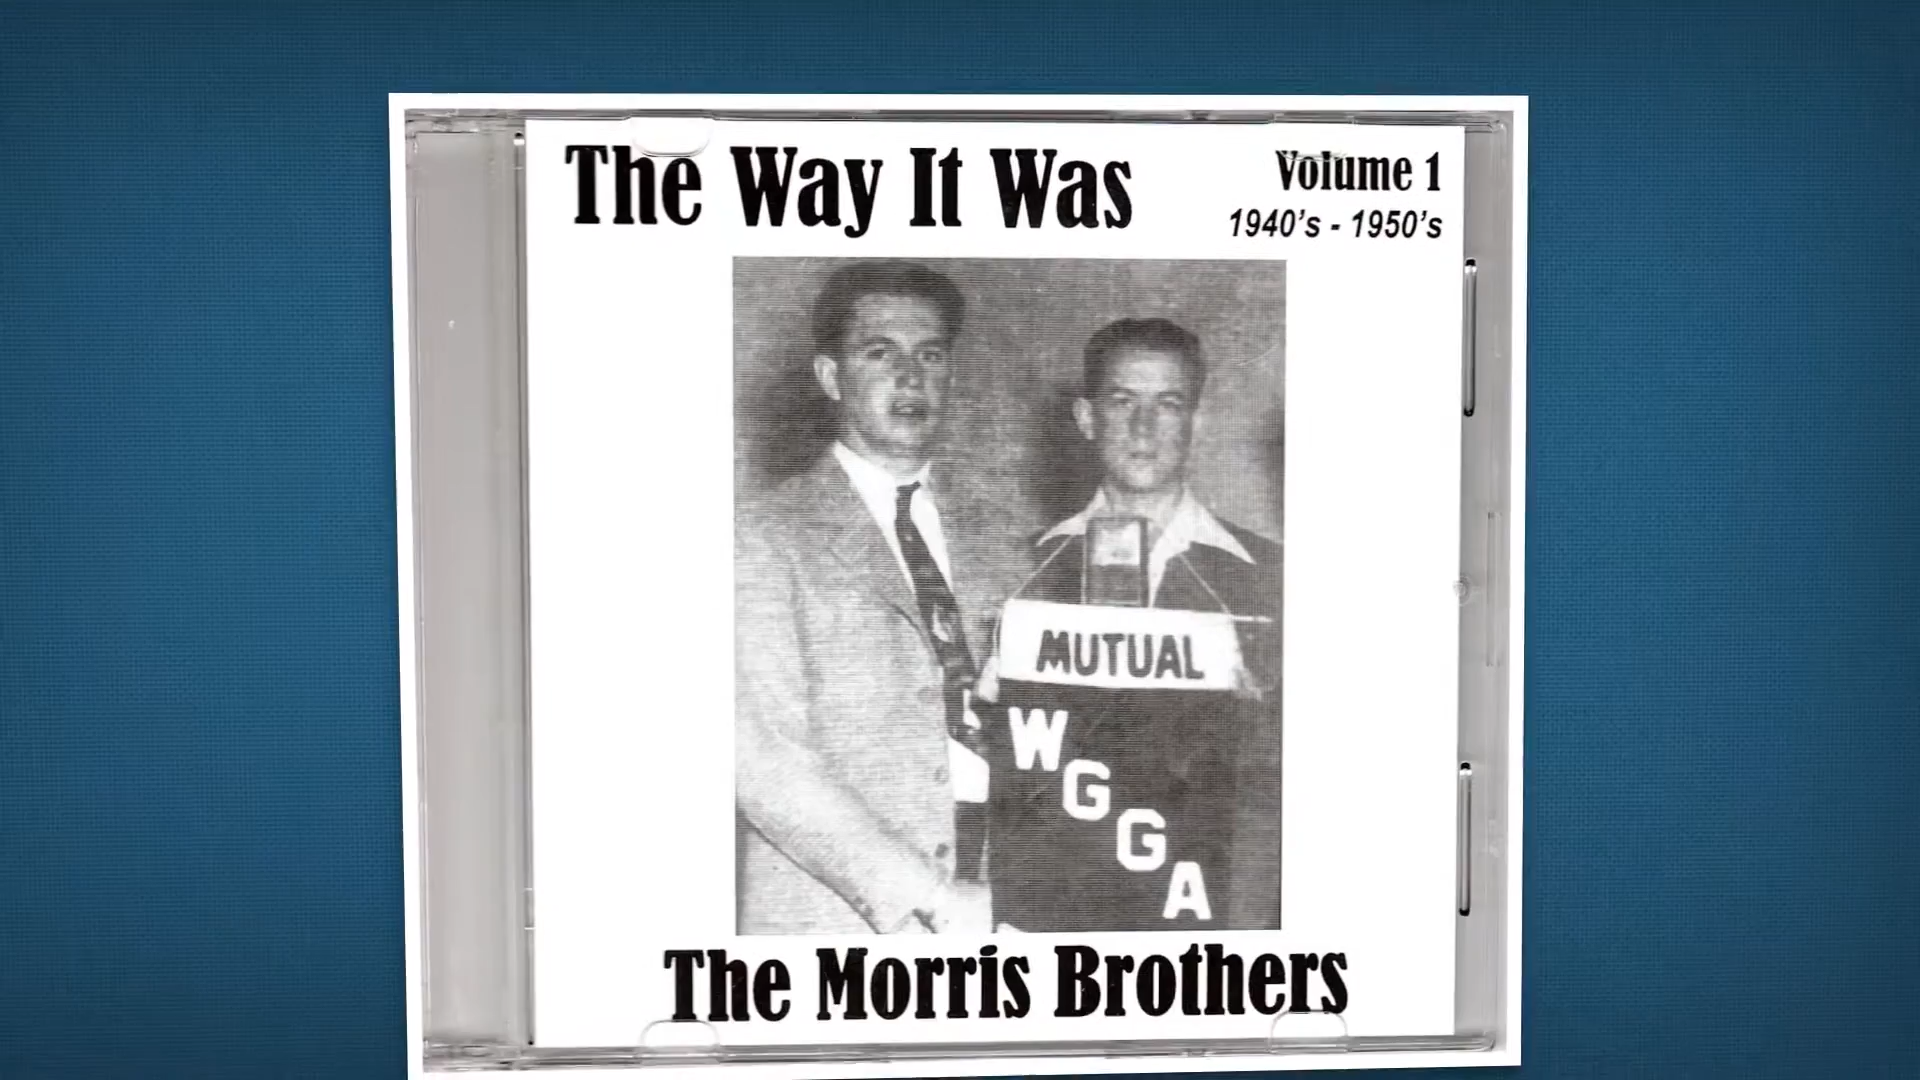 The Way It Was
Volume 1
1940's - 1950's
MUTUAL
W
G
G
A
The Morris Brothers